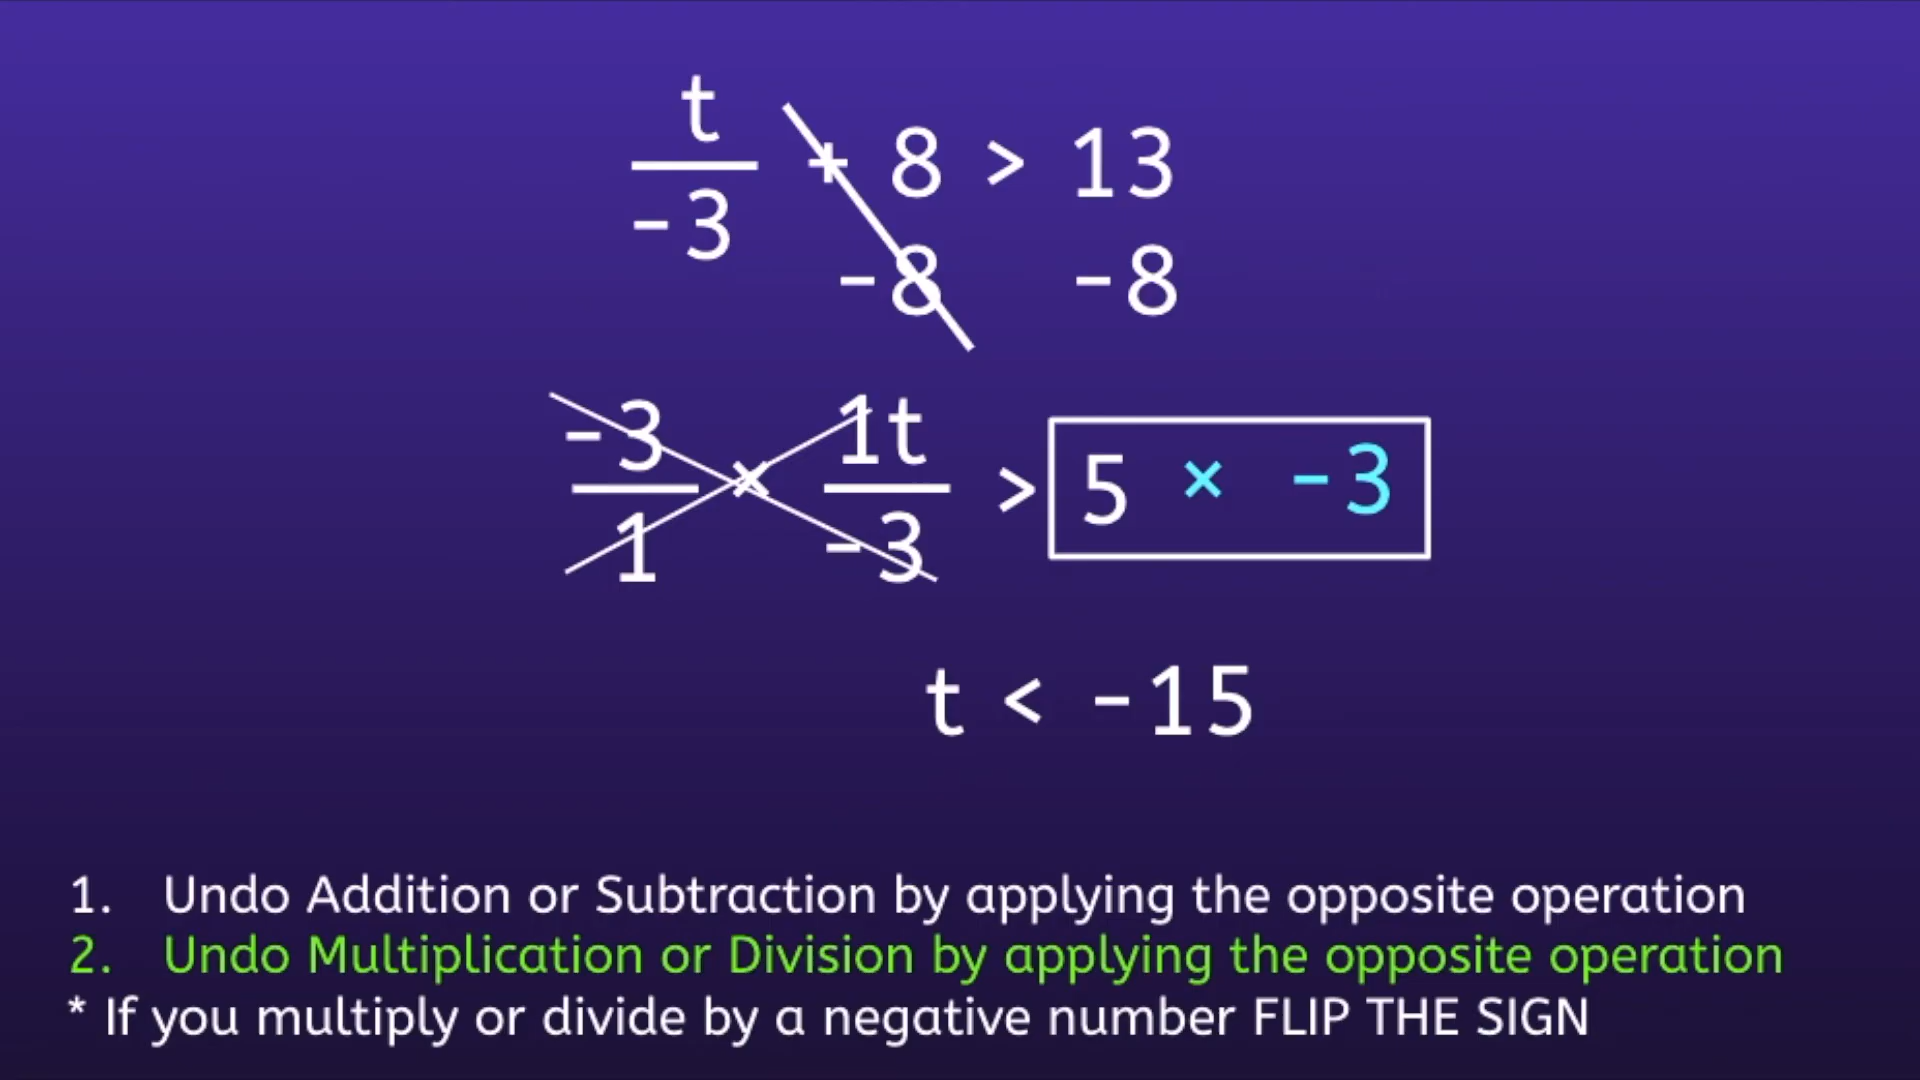 t
— + 8 > 13
-3
-8 -8
-3 1t
— × — > 5 × -3
1 -3
t < -15
1. Undo Addition or Subtraction by applying the opposite operation
2. Undo Multiplication or Division by applying the opposite operation
* If you multiply or divide by a negative number FLIP THE SIGN